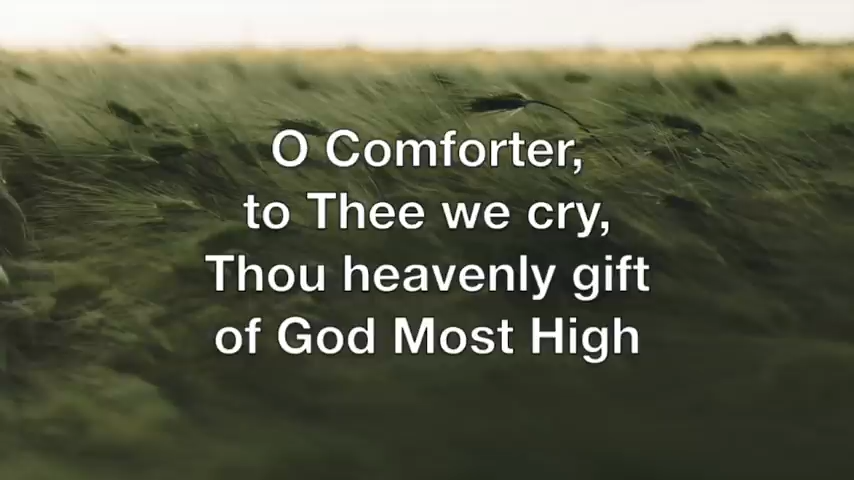 O Comforter,
to Thee we cry,
Thou heavenly gift
of God Most High